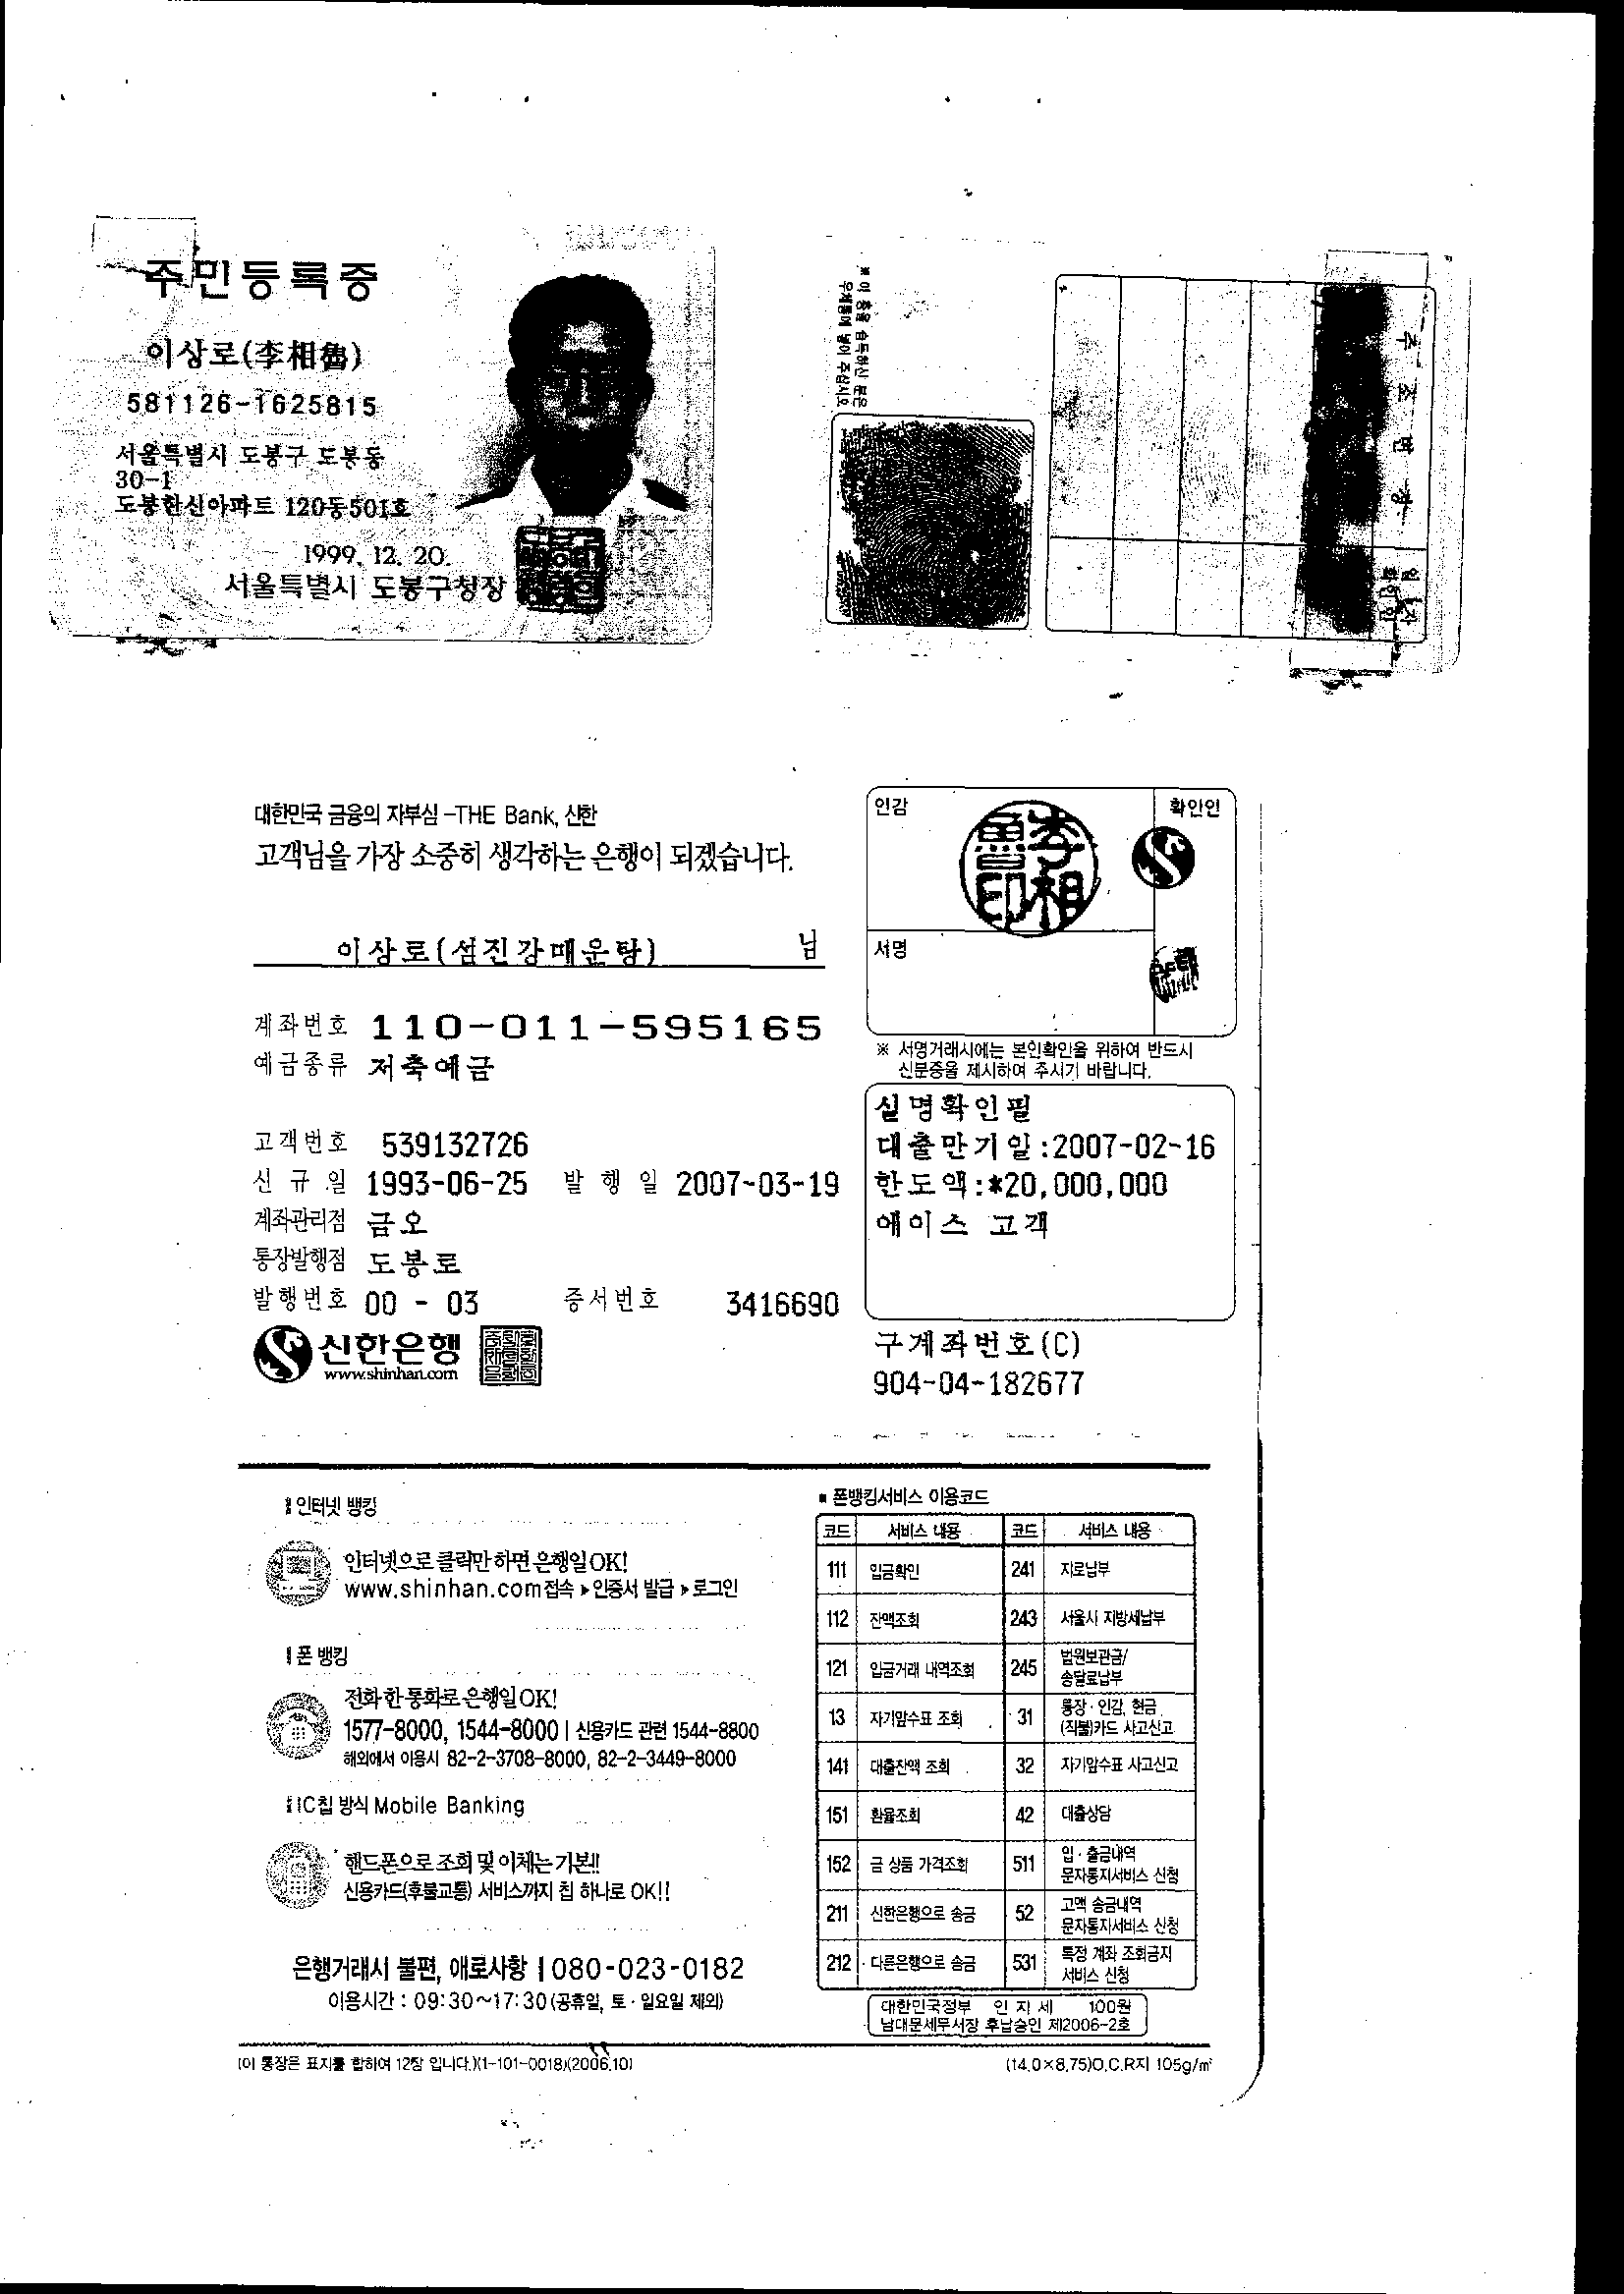 주민등록증
이상로(李相魯)
581126-1625815
서울특별시 도봉구 도봉동
30-1
도봉한신아파트 120동501호
1999. 12. 20.
서울특별시 도봉구청장
※ 이 증을 습득하신 분은
우체통에 넣어 주십시오
주 소 변 경
일 자
확인인
대한민국 금융의 자부심 -THE Bank, 신한
고객님을 가장 소중히 생각하는 은행이 되겠습니다.
이상로(섬진강매운탕) 님
계좌번호 110-011-595165
예금종류 저축예금
고객번호 539132726
신 규 일 1993-06-25 발 행 일 2007-03-19
계좌관리점 금오
통장발행점 도봉로
발행번호 00 - 03 증서번호 3416690
신한은행
www.shinhan.com
인감 확인인
李相魯印
서명
※ 서명거래시에는 본인확인을 위하여 반드시
신분증을 제시하여 주시기 바랍니다.
실명확인필
대출만기일:2007-02-16
한도액:*20,000,000
에이스 고객
구계좌번호(C)
904-04-182677
인터넷 뱅킹
인터넷으로 클릭만 하면 은행일 OK!
www.shinhan.com접속 ▶ 인증서 발급 ▶ 로그인
폰 뱅킹
전화 한 통화로 은행일 OK!
1577-8000, 1544-8000 | 신용카드 관련 1544-8800
해외에서 이용시 82-2-3708-8000, 82-2-3449-8000
IC칩 방식 Mobile Banking
핸드폰으로 조회 및 이체는 기본!!
신용카드(후불교통) 서비스까지 칩 하나로 OK!!
은행거래시 불편, 애로사항 | 080-023-0182
이용시간 : 09:30~17:30(공휴일, 토·일요일 제외)
■ 폰뱅킹서비스 이용코드
코드 서비스 내용 코드 서비스 내용
111 입금확인 241 지로납부
112 잔액조회 243 서울시 지방세납부
121 입금거래 내역조회 245 법원보관금/
송달료납부
13 자기앞수표 조회 31 통장·인감, 현금
(직불)카드 사고신고
141 대출잔액 조회 32 자기앞수표 사고신고
151 환율조회 42 대출상담
152 금 상품 가격조회 511 입·출금내역
문자통지서비스 신청
211 신한은행으로 송금 52 고액 송금내역
문자통지서비스 신청
212 다른은행으로 송금 531 특정 계좌 조회금지
서비스 신청
대한민국정부 인 지 세 100원
남대문세무서장 후납승인 제2006-2호
(이 통장은 표지를 합하여 12장 입니다.)(1-101-0018)(2006.10)
(14.0×8.75)O.C.R지 105g/㎡